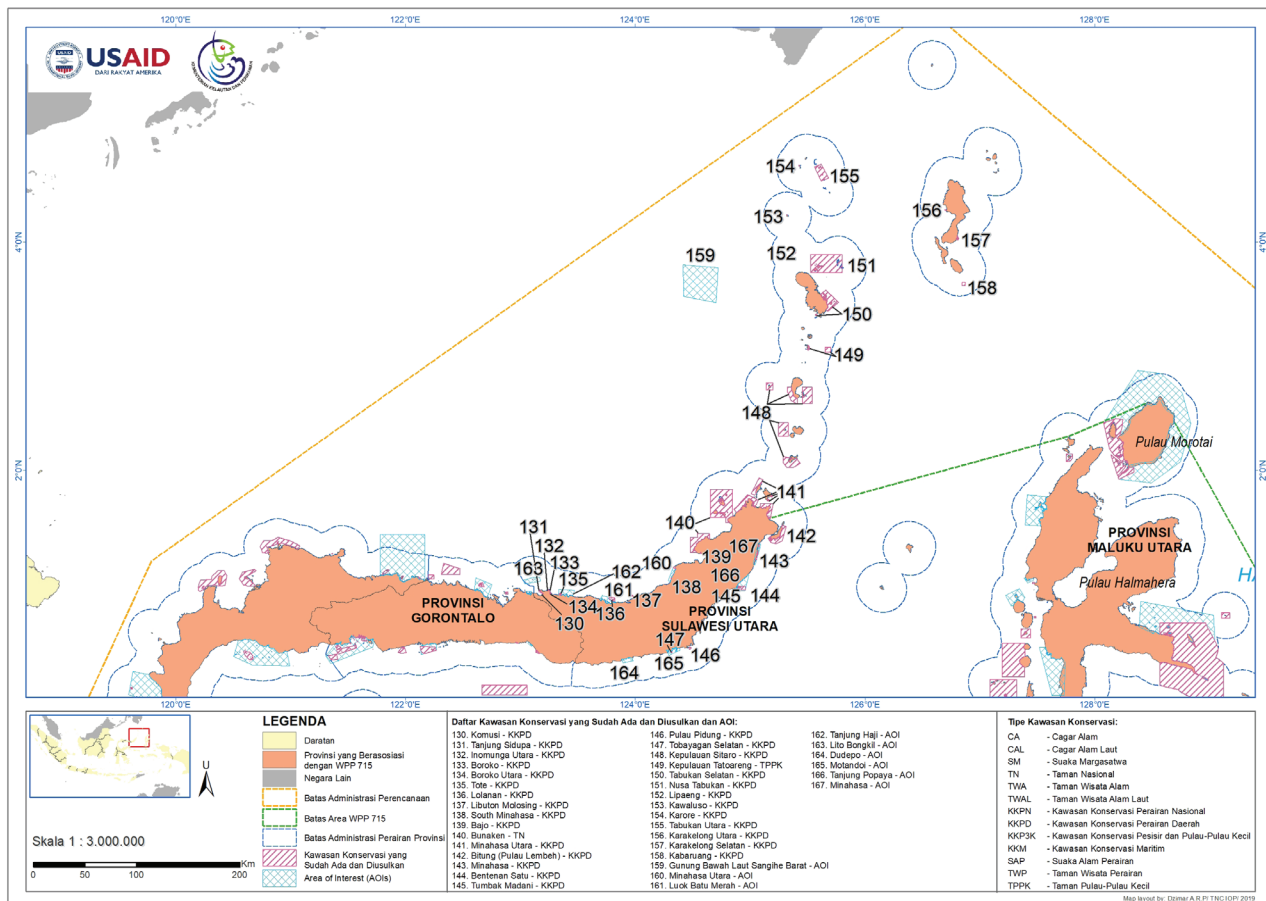 120°0'E
122°0'E
124°0'E
126°0'E
128°0'E
USAID
USAID
DARI RAKYAT AMERIKA
KEMENTERIAN KELAUTAN DAN PERIKANAN
4°0'N
4°0'N
2°0'N
2°0'N
154
155
153
156
157
152
151
159
158
150
149
148
141
140
142
Pulau Morotai
131
132
133
163
135
162
161
160
139
167
143
166
138
145
144
137
134
136
130
147
146
165
164
PROVINSI
GORONTALO
PROVINSI
SULAWESI UTARA
PROVINSI
MALUKU UTARA
Pulau Halmahera
HA
120°0'E
122°0'E
124°0'E
126°0'E
128°0'E
U
Skala 1 : 3.000.000
Km
0 50 100 200
LEGENDA
Daratan
Provinsi yang Berasosiasi
dengan WPP 715
Negara Lain
Batas Administrasi Perencanaan
Batas Area WPP 715
Batas Administrasi Perairan Provinsi
Kawasan Konservasi yang
Sudah Ada dan Diusulkan
Area of Interest (AOIs)
Daftar Kawasan Konservasi yang Sudah Ada dan Diusulkan dan AOI:
130. Komusi - KKPD
131. Tanjung Sidupa - KKPD
132. Inomunga Utara - KKPD
133. Boroko - KKPD
134. Boroko Utara - KKPD
135. Tote - KKPD
136. Lolanan - KKPD
137. Libuton Molosing - KKPD
138. South Minahasa - KKPD
139. Bajo - KKPD
140. Bunaken - TN
141. Minahasa Utara - KKPD
142. Bitung (Pulau Lembeh) - KKPD
143. Minahasa - KKPD
144. Bentenan Satu - KKPD
145. Tumbak Madani - KKPD
146. Pulau Pidung - KKPD
147. Tobayagan Selatan - KKPD
148. Kepulauan Sitaro - KKPD
149. Kepulauan Tatoareng - TPPK
150. Tabukan Selatan - KKPD
151. Nusa Tabukan - KKPD
152. Lipaeng - KKPD
153. Kawaluso - KKPD
154. Karore - KKPD
155. Tabukan Utara - KKPD
156. Karakelong Utara - KKPD
157. Karakelong Selatan - KKPD
158. Kabaruang - KKPD
159. Gunung Bawah Laut Sangihe Barat - AOI
160. Minahasa Utara - AOI
161. Luok Batu Merah - AOI
162. Tanjung Haji - AOI
163. Lito Bongkil - AOI
164. Dudepo - AOI
165. Motandoi - AOI
166. Tanjung Popaya - AOI
167. Minahasa - AOI
Tipe Kawasan Konservasi:
CA - Cagar Alam
CAL - Cagar Alam Laut
SM - Suaka Margasatwa
TN - Taman Nasional
TWA - Taman Wisata Alam
TWAL - Taman Wisata Alam Laut
KKPN - Kawasan Konservasi Perairan Nasional
KKPD - Kawasan Konservasi Perairan Daerah
KKP3K - Kawasan Konservasi Pesisir dan Pulau-Pulau Kecil
KKM - Kawasan Konservasi Maritim
SAP - Suaka Alam Perairan
TWP - Taman Wisata Perairan
TPPK - Taman Pulau-Pulau Kecil
Map layout by: Dzimar A.R.P/ TNC IOP/ 2019